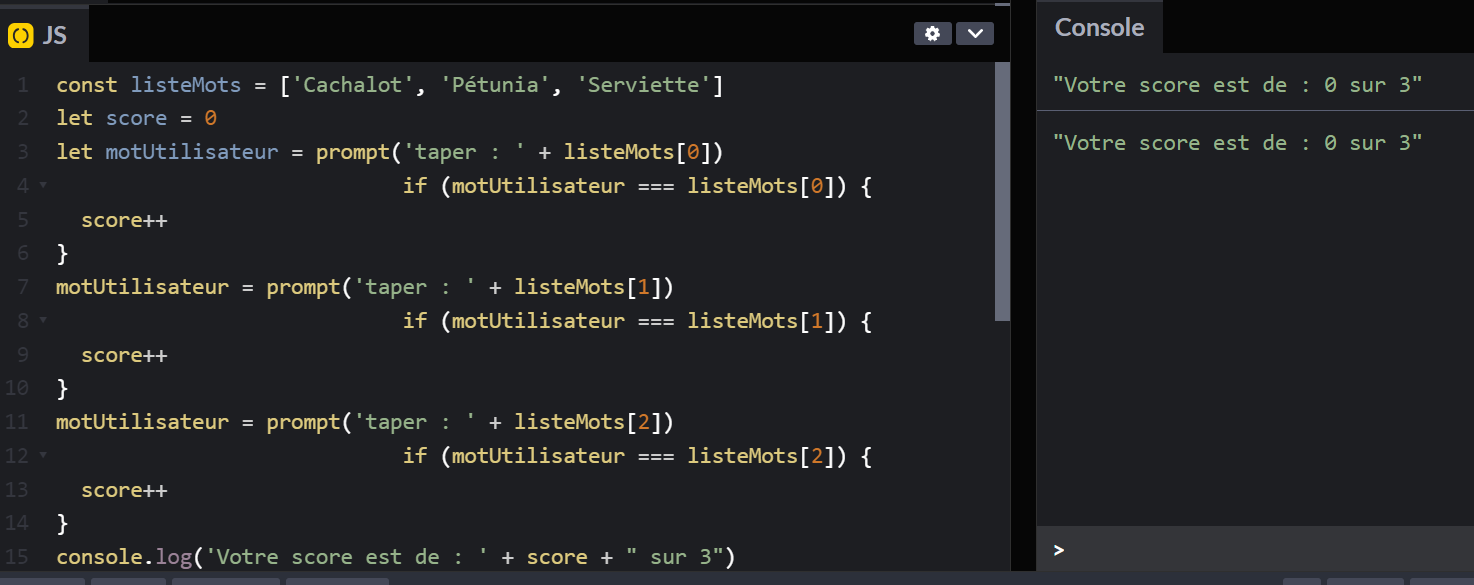 JS
1 const listeMots = ['Cachalot', 'Pétunia', 'Serviette']
2 let score = 0
3 let motUtilisateur = prompt('taper : ' + listeMots[0])
4 if (motUtilisateur === listeMots[0]) {
5 score++
6 }
7 motUtilisateur = prompt('taper : ' + listeMots[1])
8 if (motUtilisateur === listeMots[1]) {
9 score++
10 }
11 motUtilisateur = prompt('taper : ' + listeMots[2])
12 if (motUtilisateur === listeMots[2]) {
13 score++
14 }
15 console.log('Votre score est de : ' + score + " sur 3")
Console
"Votre score est de : 0 sur 3"
"Votre score est de : 0 sur 3"
>